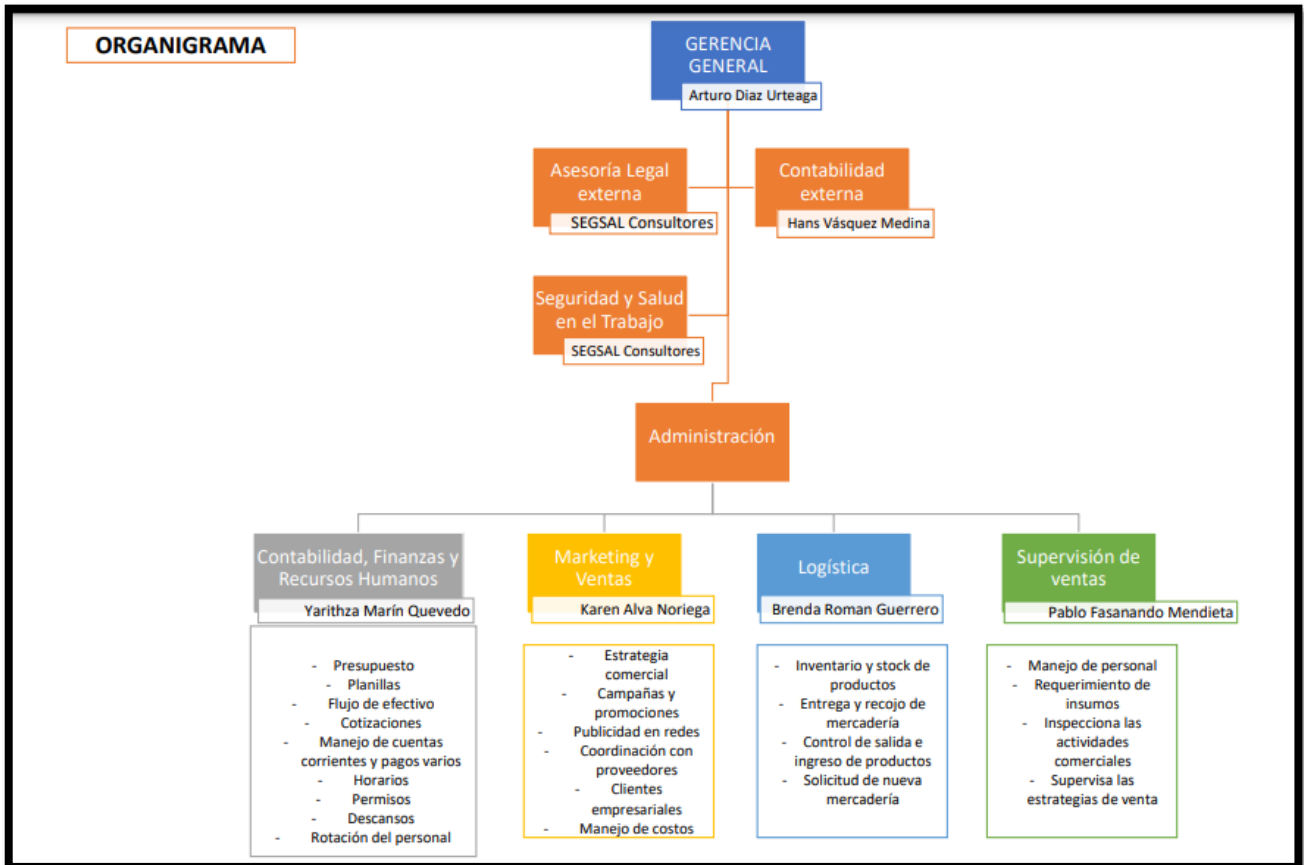 ORGANIGRAMA
GERENCIA
GENERAL
Arturo Diaz Urteaga
Asesoría Legal
externa
SEGSAL Consultores
Contabilidad
externa
Hans Vásquez Medina
Seguridad y Salud
en el Trabajo
SEGSAL Consultores
Administración
Contabilidad, Finanzas y
Recursos Humanos
Yarithza Marín Quevedo
- Presupuesto
- Planillas
- Flujo de efectivo
- Cotizaciones
- Manejo de cuentas
corrientes y pagos varios
- Horarios
- Permisos
- Descansos
- Rotación del personal
Marketing y
Ventas
Karen Alva Noriega
- Estrategia
comercial
- Campañas y
promociones
- Publicidad en redes
- Coordinación con
proveedores
- Clientes
empresariales
- Manejo de costos
Logística
Brenda Roman Guerrero
- Inventario y stock de
productos
- Entrega y recojo de
mercadería
- Control de salida e
ingreso de productos
- Solicitud de nueva
mercadería
Supervisión de
ventas
Pablo Fasanando Mendieta
- Manejo de personal
- Requerimiento de
insumos
- Inspecciona las
actividades
comerciales
- Supervisa las
estrategias de venta